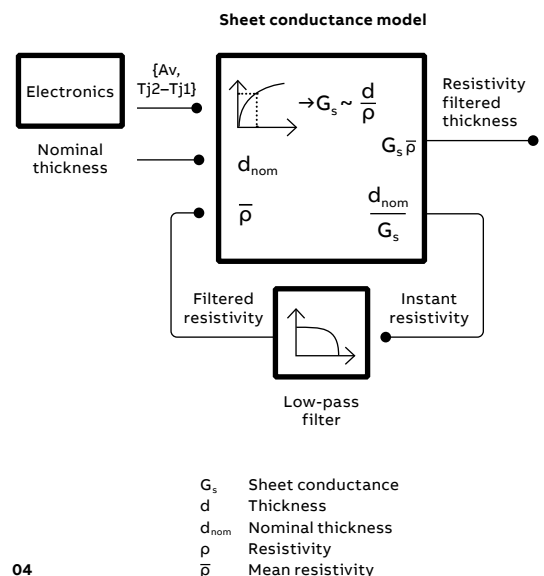 Sheet conductance model
Electronics
{Av,
Tj2–Tj1}
Nominal
thickness
→Gₛ ~ d/ρ
dₙₒₘ
ρ̅
Gₛ ρ̅
dₙₒₘ/Gₛ
Resistivity
filtered
thickness
Filtered
resistivity
Instant
resistivity
Low-pass
filter
Gₛ Sheet conductance
d Thickness
dₙₒₘ Nominal thickness
ρ Resistivity
ρ̅ Mean resistivity
04